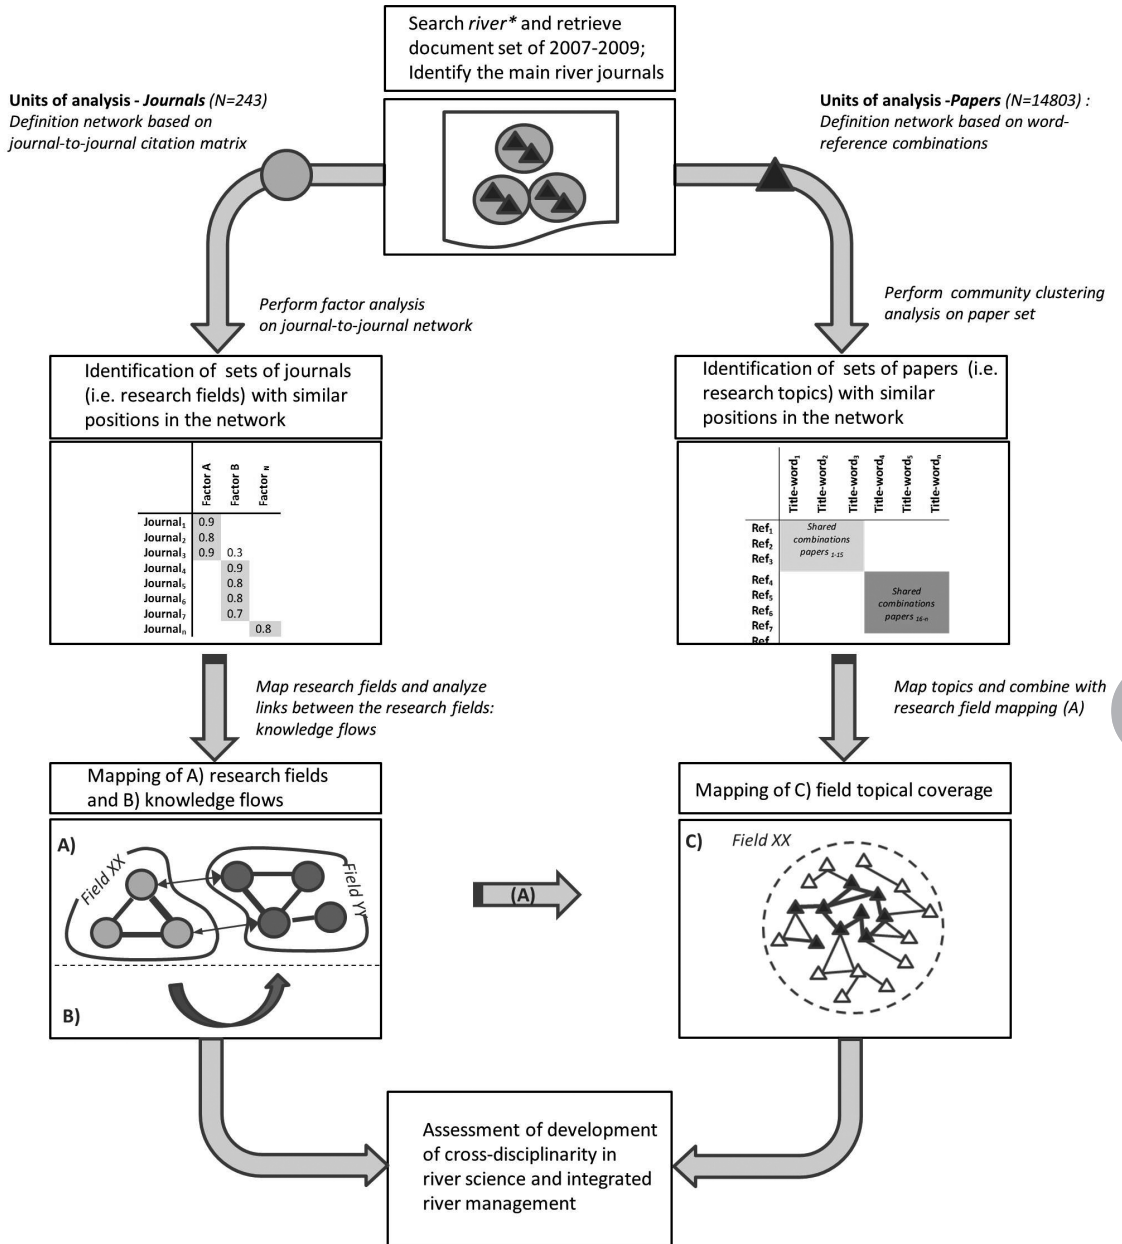 Search river* and retrieve
document set of 2007-2009;
Identify the main river journals
Units of analysis - Journals (N=243)
Definition network based on
journal-to-journal citation matrix
Units of analysis -Papers (N=14803) :
Definition network based on word-
reference combinations
Perform factor analysis
on journal-to-journal network
Perform community clustering
analysis on paper set
Identification of sets of journals
(i.e. research fields) with similar
positions in the network
Identification of sets of papers (i.e.
research topics) with similar
positions in the network
Factor A
Factor B
Factor N
Journal1 0.9
Journal2 0.8
Journal3 0.9 0.3
Journal4 0.9
Journal5 0.8
Journal6 0.8
Journal7 0.7
Journaln 0.8
Title-word1
Title-word2
Title-word3
Title-word4
Title-word5
Title-wordn
Ref1
Ref2
Ref3
Ref4
Ref5
Ref6
Ref7
Ref
Shared
combinations
papers 1-15
Shared
combinations
papers 16-n
Map research fields and analyze
links between the research fields:
knowledge flows
Map topics and combine with
research field mapping (A)
Mapping of A) research fields
and B) knowledge flows
Mapping of C) field topical coverage
A)
Field XX
Field YY
B)
(A)
C)
Field XX
Assessment of development
of cross-disciplinarity in
river science and integrated
river management